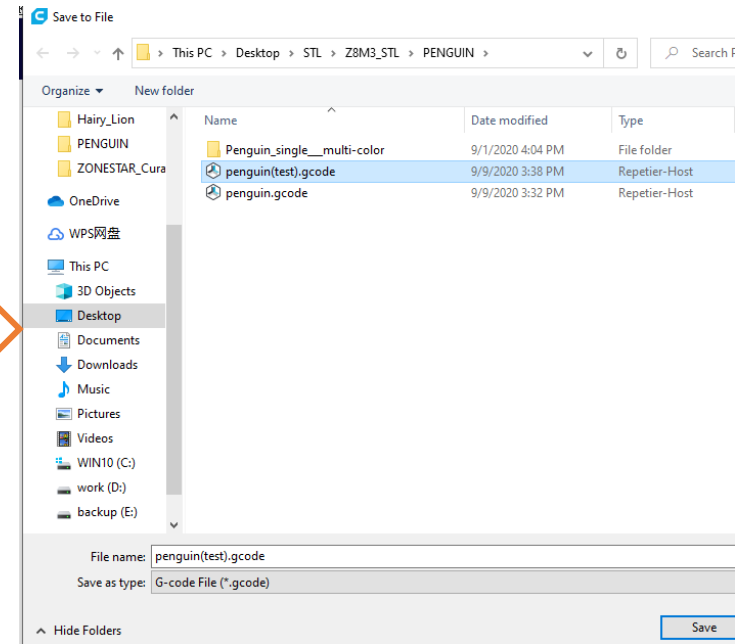 Save to File
This PC > Desktop > STL > Z8M3_STL > PENGUIN >
Search
Organize
New folder
Hairy_Lion
PENGUIN
ZONESTAR_Cura
OneDrive
WPS网盘
This PC
3D Objects
Desktop
Documents
Downloads
Music
Pictures
Videos
WIN10 (C:)
work (D:)
backup (E:)
Name Date modified Type
Penguin_single__multi-color 9/1/2020 4:04 PM File folder
penguin(test).gcode 9/9/2020 3:38 PM Repetier-Host
penguin.gcode 9/9/2020 3:32 PM Repetier-Host
File name: penguin(test).gcode
Save as type: G-code File (*.gcode)
Hide Folders
Save